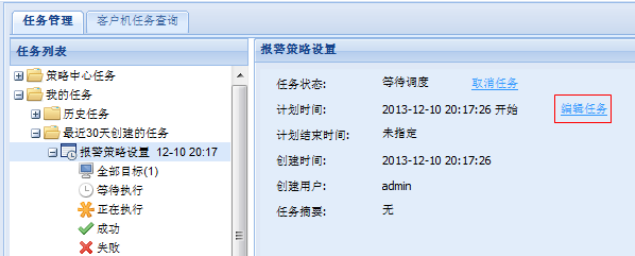 任务管理 客户机任务查询
任务列表
策略中心任务
我的任务
历史任务
最近30天创建的任务
报警策略设置 12-10 20:17
全部目标(1)
等待执行
正在执行
成功
失败
报警策略设置
任务状态: 等待调度 取消任务
计划时间: 2013-12-10 20:17:26 开始 编辑任务
计划结束时间: 未指定
创建时间: 2013-12-10 20:17:26
创建用户: admin
任务摘要: 无